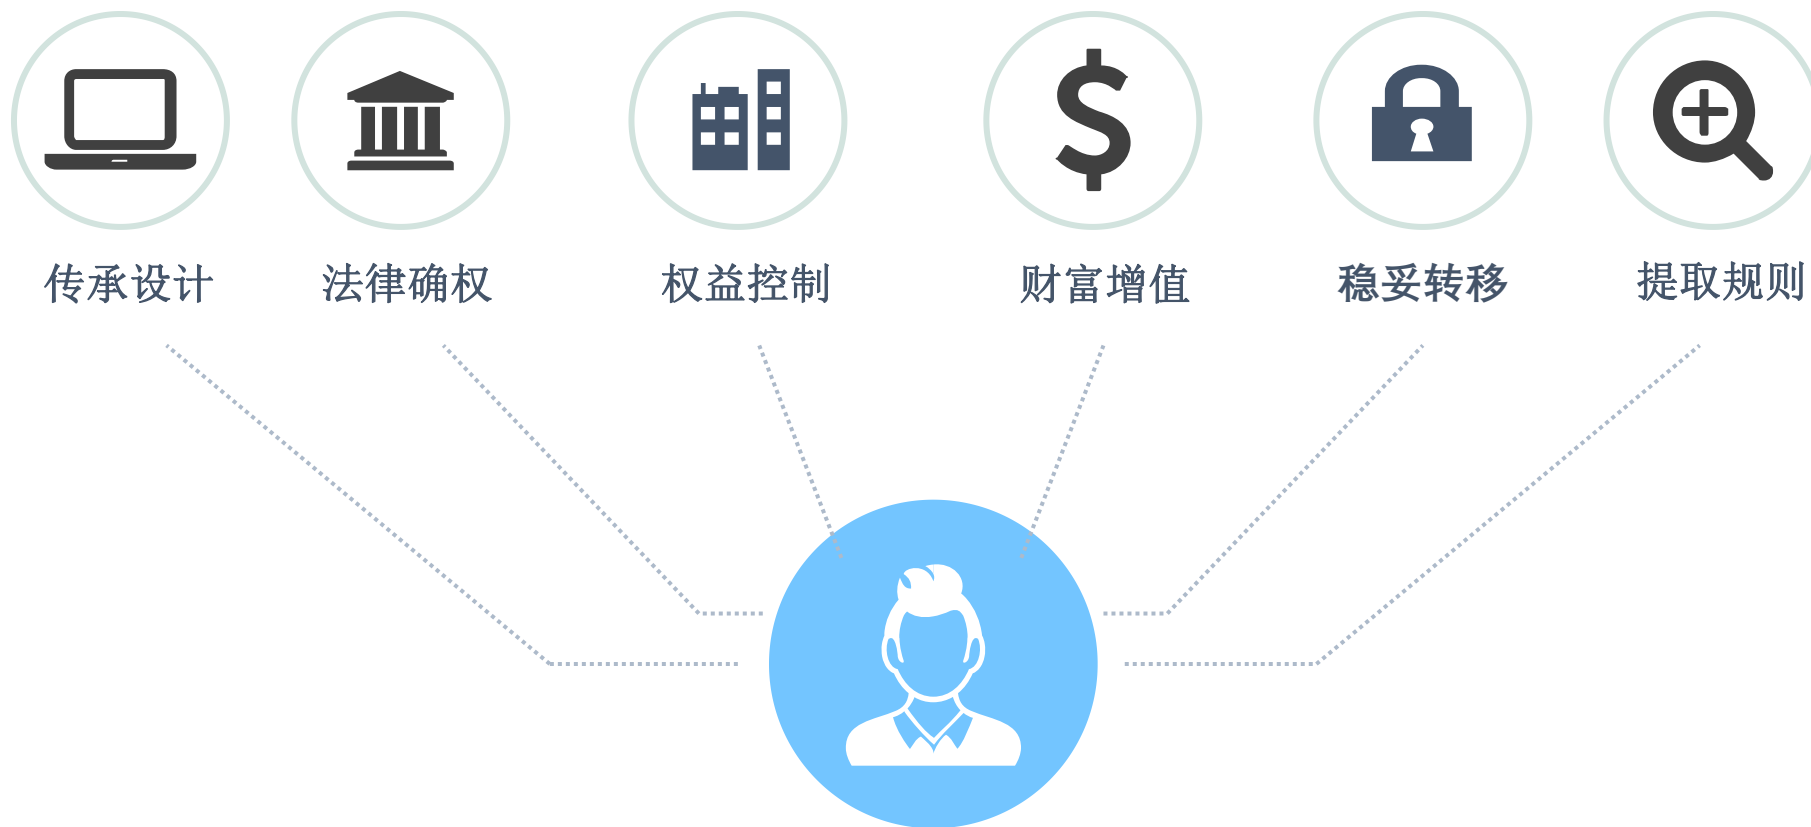 传承设计
法律确权
权益控制
财富增值
稳妥转移
提取规则